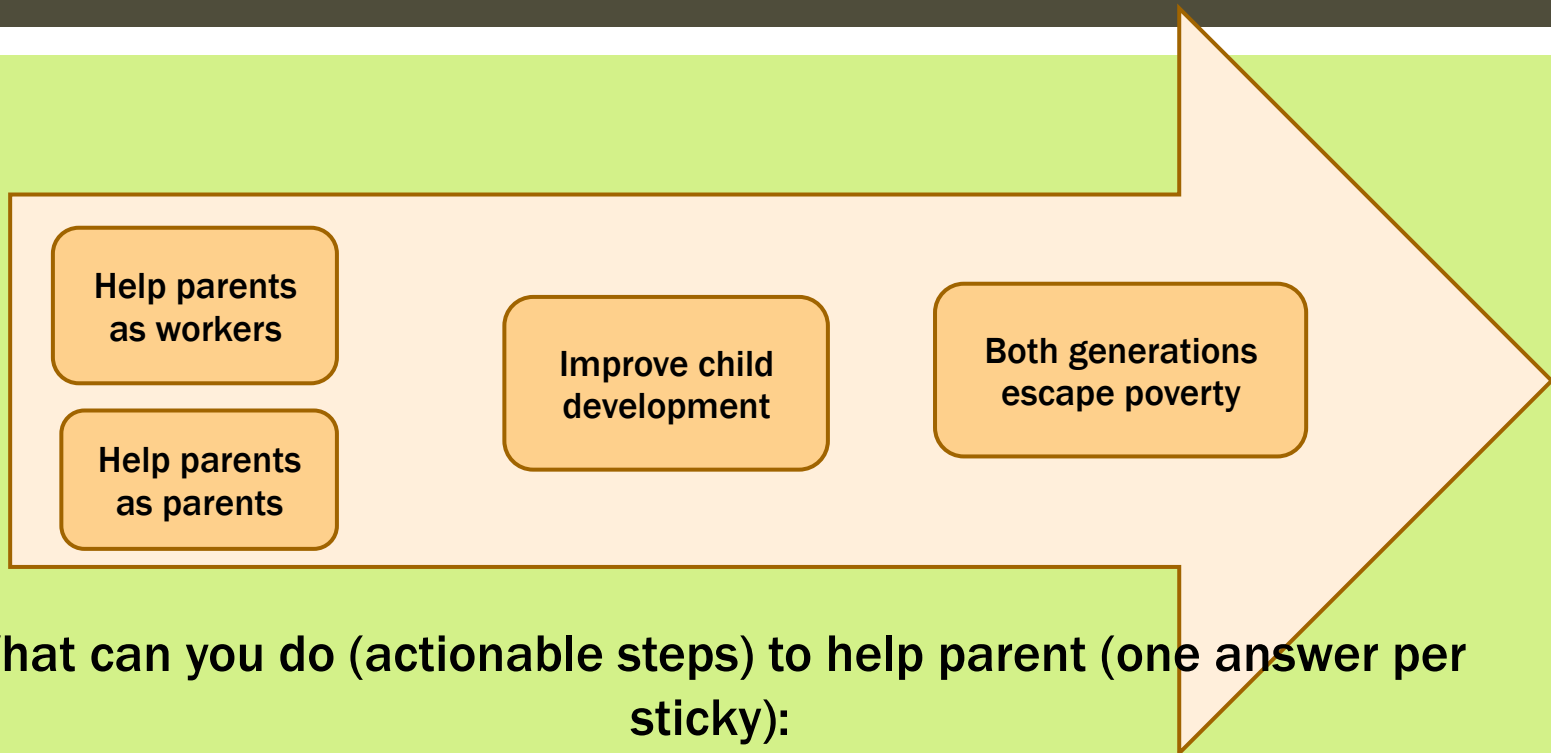 Help parents
as workers
Help parents
as parents
Improve child
development
Both generations
escape poverty
can you do (actionable steps) to help parent (one answer per
sticky):